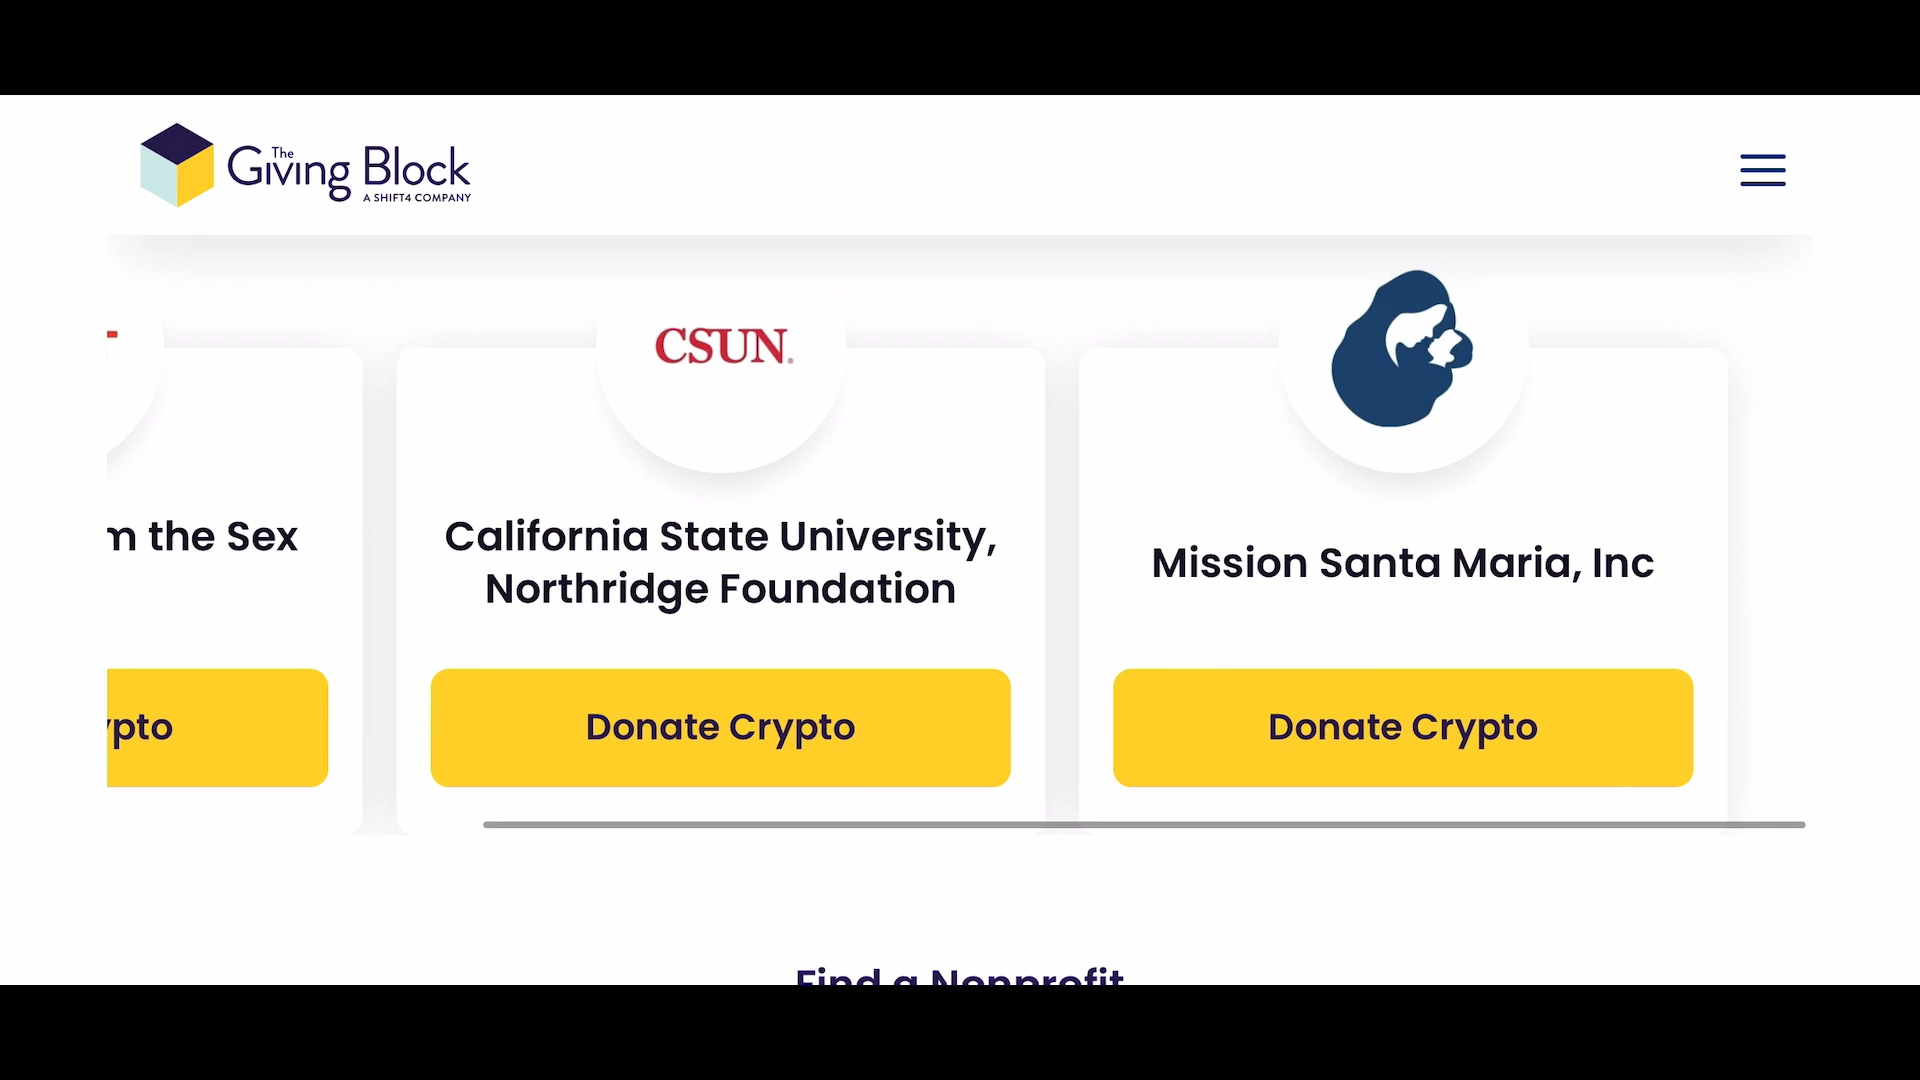 The
Giving Block
A SHIFT4 COMPANY
CSUN
m the Sex
California State University,
Northridge Foundation
Mission Santa Maria, Inc
ypto
Donate Crypto
Donate Crypto
Find a Nonprofit